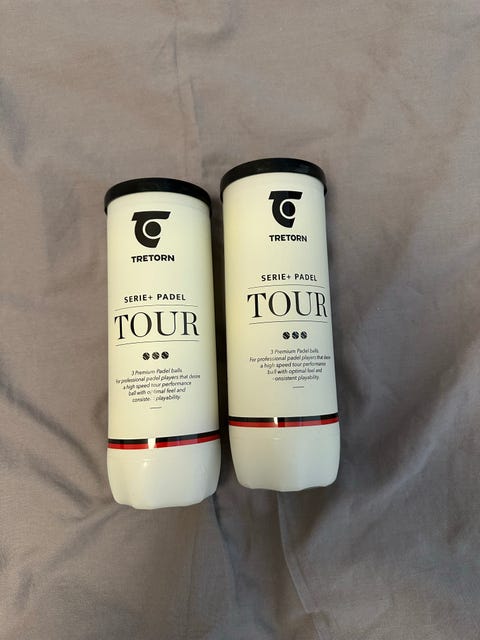 TRETORN
SERIE+ PADEL
TOUR
3 Premium Padel balls.
For professional padel players that desire
a high speed tour performance
ball with optimal feel and
consistent playability.
TRETORN
SERIE+ PADEL
TOUR
3 Premium Padel balls.
For professional padel players that desire
a high speed tour performance
ball with optimal feel and
consistent playability.